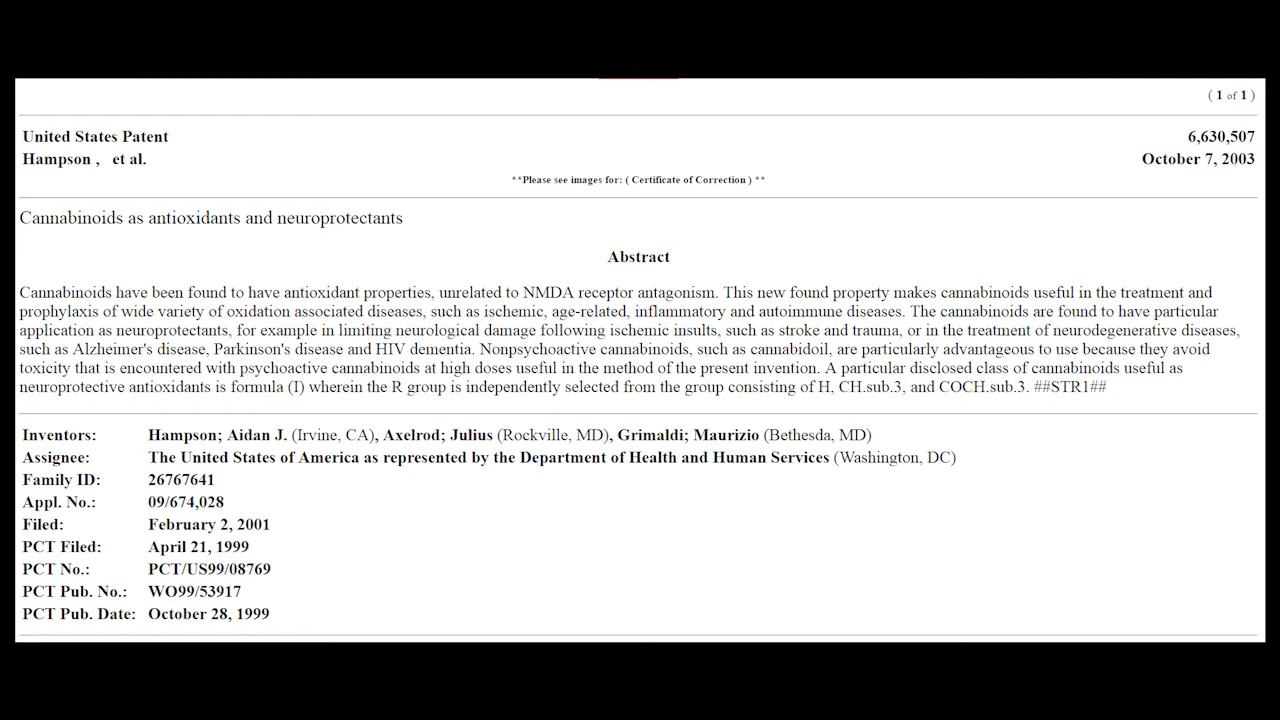 ( 1 of 1 )
United States Patent 6,630,507
Hampson , et al. October 7, 2003
**Please see images for: ( Certificate of Correction ) **
Cannabinoids as antioxidants and neuroprotectants
Abstract
Cannabinoids have been found to have antioxidant properties, unrelated to NMDA receptor antagonism. This new found property makes cannabinoids useful in the treatment and
prophylaxis of wide variety of oxidation associated diseases, such as ischemic, age-related, inflammatory and autoimmune diseases. The cannabinoids are found to have particular
application as neuroprotectants, for example in limiting neurological damage following ischemic insults, such as stroke and trauma, or in the treatment of neurodegenerative diseases,
such as Alzheimer's disease, Parkinson's disease and HIV dementia. Nonpsychoactive cannabinoids, such as cannabidoil, are particularly advantageous to use because they avoid
toxicity that is encountered with psychoactive cannabinoids at high doses useful in the method of the present invention. A particular disclosed class of cannabinoids useful as
neuroprotective antioxidants is formula (I) wherein the R group is independently selected from the group consisting of H, CH.sub.3, and COCH.sub.3. ##STR1##
Inventors: Hampson; Aidan J. (Irvine, CA), Axelrod; Julius (Rockville, MD), Grimaldi; Maurizio (Bethesda, MD)
Assignee: The United States of America as represented by the Department of Health and Human Services (Washington, DC)
Family ID: 26767641
Appl. No.: 09/674,028
Filed: February 2, 2001
PCT Filed: April 21, 1999
PCT No.: PCT/US99/08769
PCT Pub. No.: WO99/53917
PCT Pub. Date: October 28, 1999